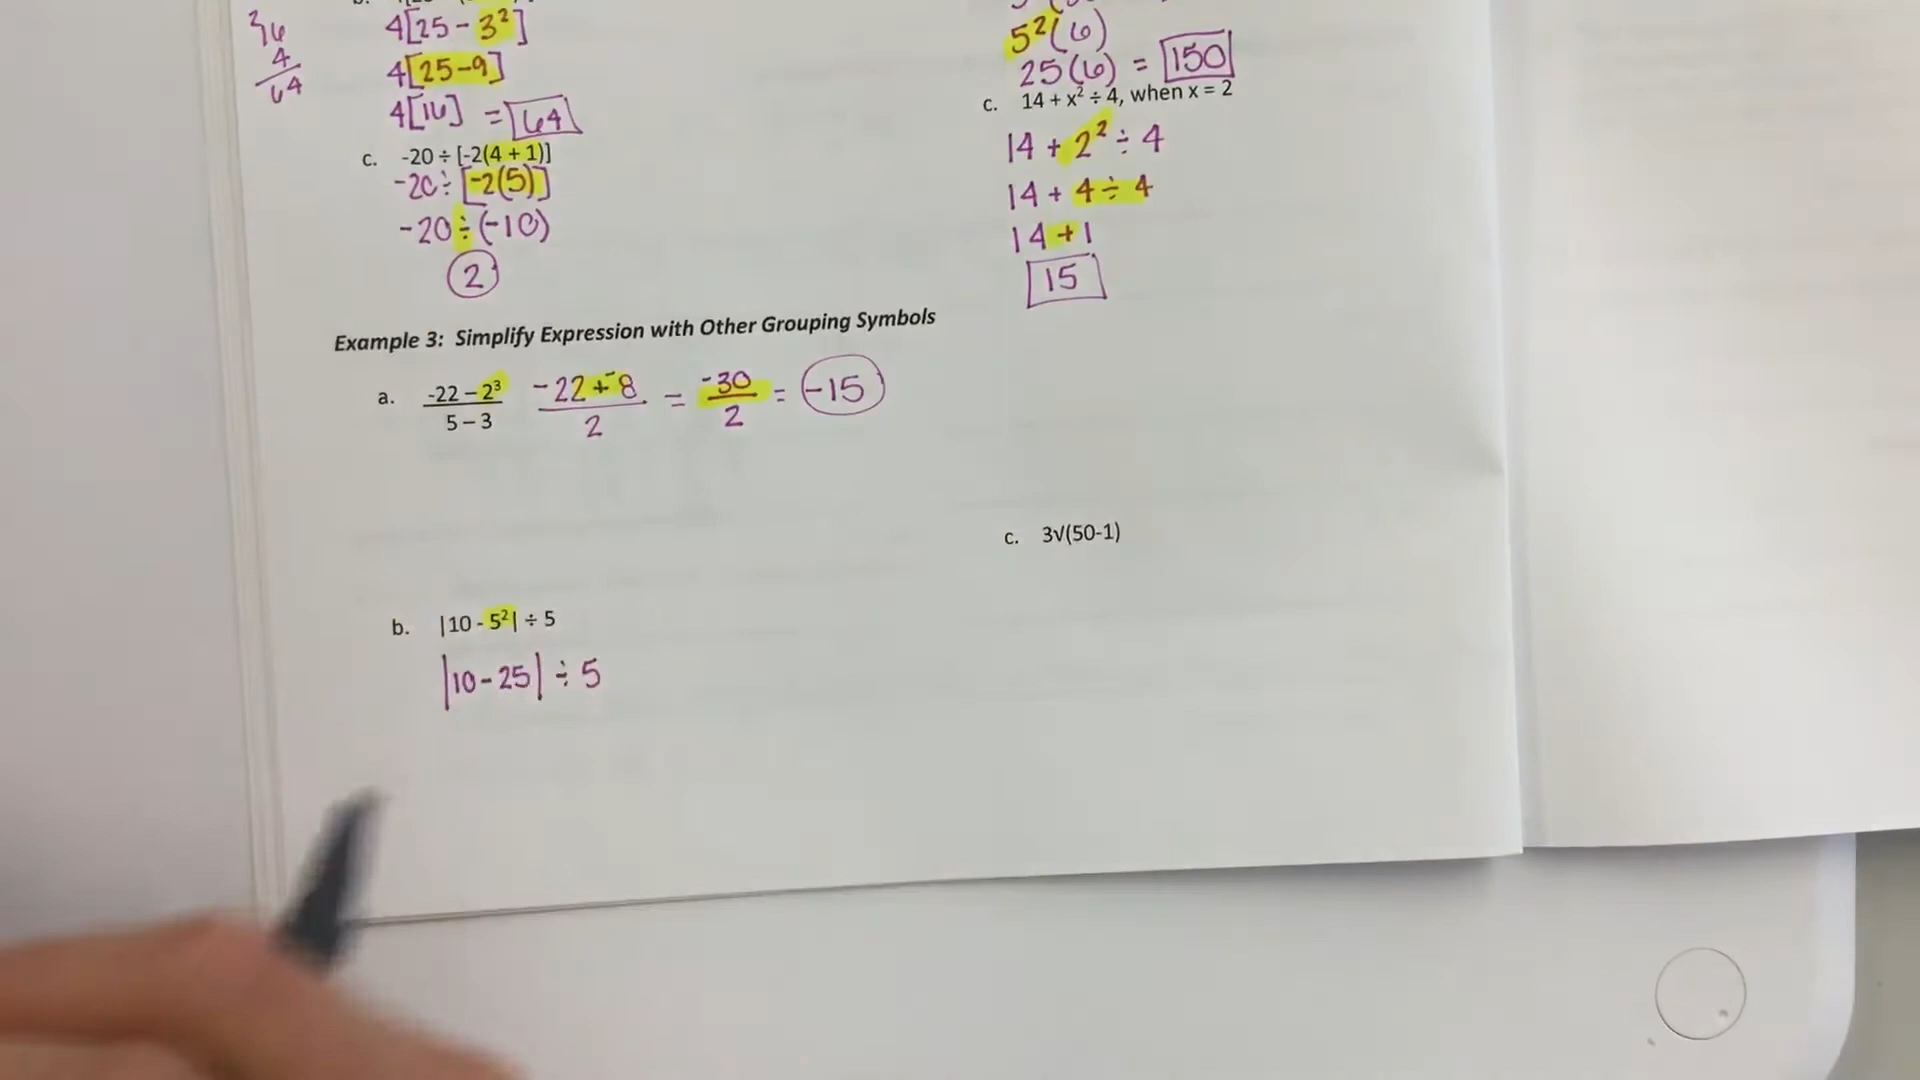 4[25 - 3²]
4[25-9]
4[16] = 64
²16
4
64
c. -20 ÷ [-2(4 + 1)]
-20 ÷ [-2(5)]
-20 ÷ (-10)
2
5²(6)
25(6) = 150
c. 14 + x² ÷ 4, when x = 2
14 + 2² ÷ 4
14 + 4 ÷ 4
14 + 1
15
Example 3: Simplify Expression with Other Grouping Symbols
a. -22 – 2³ / 5 – 3 -22 + -8 / 2 = -30 / 2 = -15
c. 3√(50-1)
b. |10 - 5²| ÷ 5
|10 - 25| ÷ 5